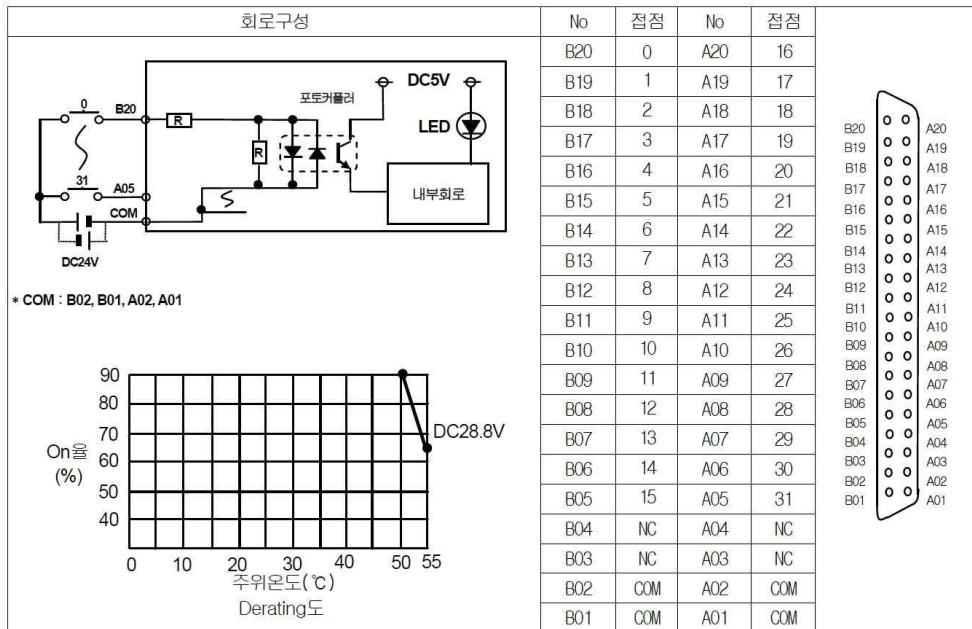 회로구성
0
B20
R
포토커플러
DC5V
LED
R
31
A05
COM
내부회로
DC24V
* COM : B02, B01, A02, A01
90
80
70
60
50
40
On율
(%)
DC28.8V
0 10 20 30 40 50 55
주위온도(℃)
Derating도
No 접점 No 접점
B20 0 A20 16
B19 1 A19 17
B18 2 A18 18
B17 3 A17 19
B16 4 A16 20
B15 5 A15 21
B14 6 A14 22
B13 7 A13 23
B12 8 A12 24
B11 9 A11 25
B10 10 A10 26
B09 11 A09 27
B08 12 A08 28
B07 13 A07 29
B06 14 A06 30
B05 15 A05 31
B04 NC A04 NC
B03 NC A03 NC
B02 COM A02 COM
B01 COM A01 COM
B20 A20
B19 A19
B18 A18
B17 A17
B16 A16
B15 A15
B14 A14
B13 A13
B12 A12
B11 A11
B10 A10
B09 A09
B08 A08
B07 A07
B06 A06
B05 A05
B04 A04
B03 A03
B02 A02
B01 A01